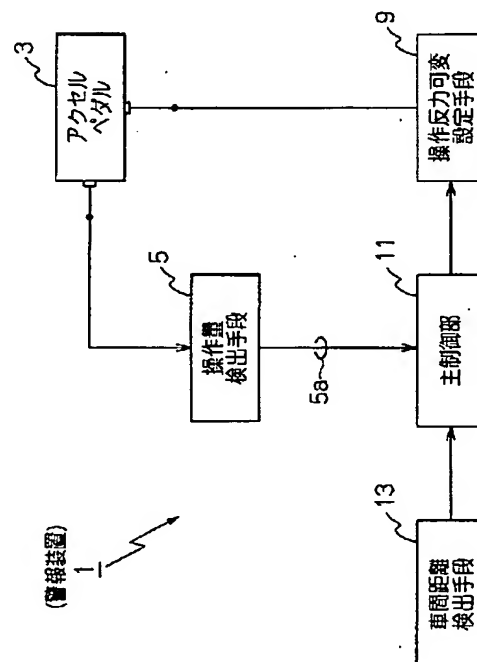 (警報装置)
1
アクセル
ペダル
3
操作量
検出手段
5
5a
操作反力可変
設定手段
9
主制御部
11
車間距離
検出手段
13